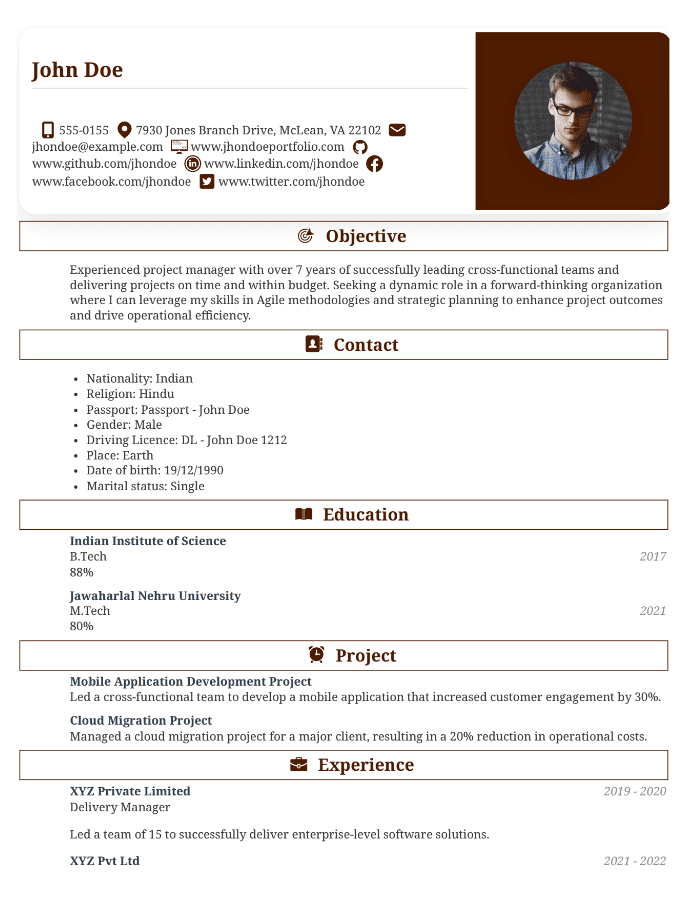 John Doe
555-0155 7930 Jones Branch Drive, McLean, VA 22102
jhondoe@example.com www.jhondoeportfolio.com
www.github.com/jhondoe www.linkedin.com/jhondoe
www.facebook.com/jhondoe www.twitter.com/jhondoe
Objective
Experienced project manager with over 7 years of successfully leading cross-functional teams and
delivering projects on time and within budget. Seeking a dynamic role in a forward-thinking organization
where I can leverage my skills in Agile methodologies and strategic planning to enhance project outcomes
and drive operational efficiency.
Contact
• Nationality: Indian
• Religion: Hindu
• Passport: Passport - John Doe
• Gender: Male
• Driving Licence: DL - John Doe 1212
• Place: Earth
• Date of birth: 19/12/1990
• Marital status: Single
Education
Indian Institute of Science
B.Tech 2017
88%
Jawaharlal Nehru University
M.Tech 2021
80%
Project
Mobile Application Development Project
Led a cross-functional team to develop a mobile application that increased customer engagement by 30%.
Cloud Migration Project
Managed a cloud migration project for a major client, resulting in a 20% reduction in operational costs.
Experience
XYZ Private Limited 2019 - 2020
Delivery Manager
Led a team of 15 to successfully deliver enterprise-level software solutions.
XYZ Pvt Ltd 2021 - 2022